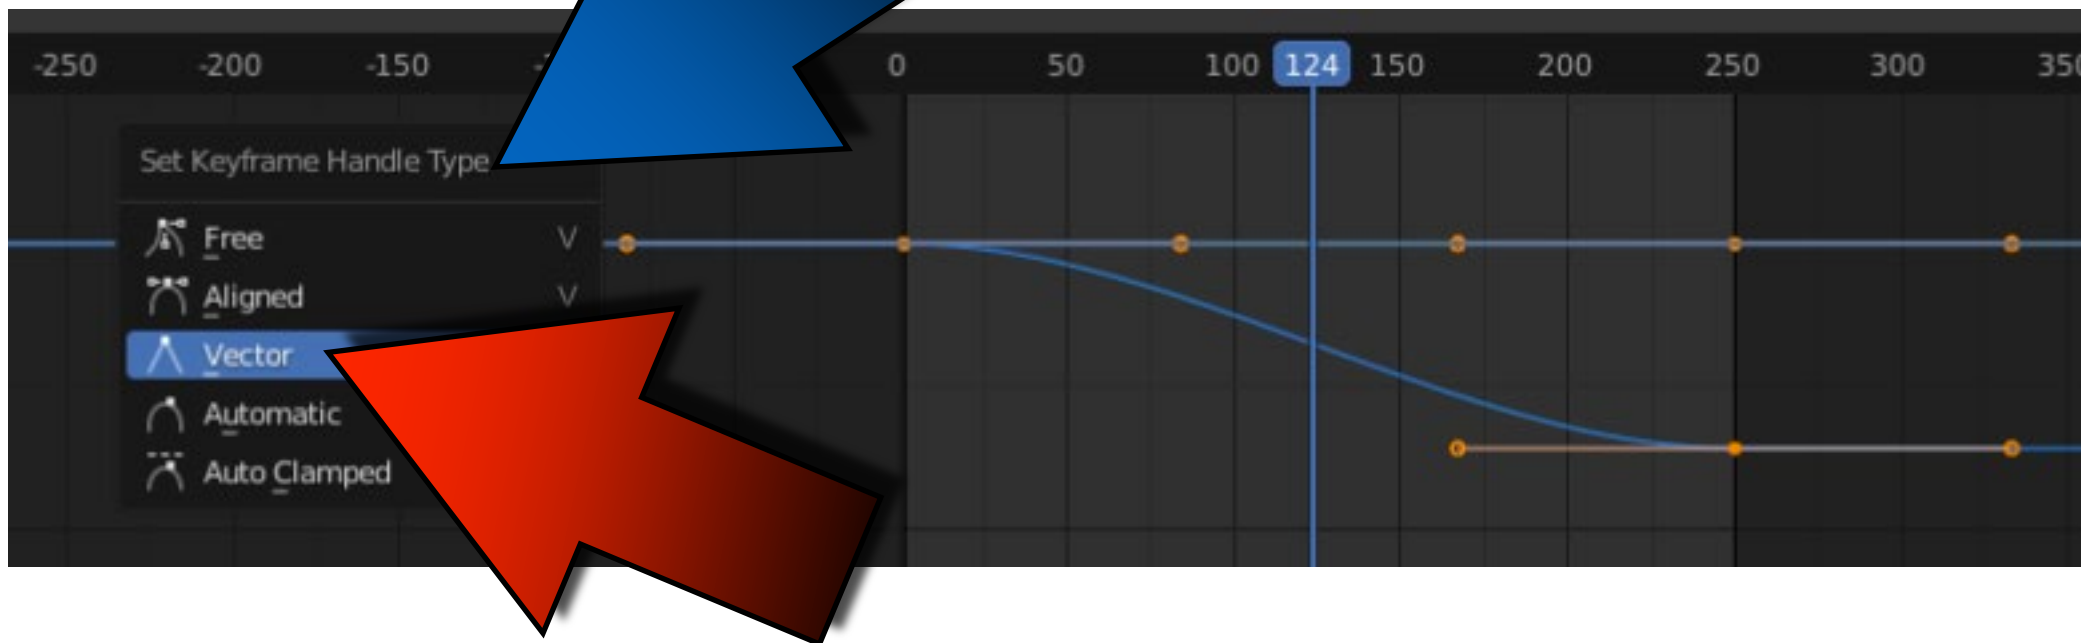 -250 -200 -150 0 50 100 124 150 200 250 300 350
Set Keyframe Handle Type
Free V
Aligned V
Vector
Automatic
Auto Clamped